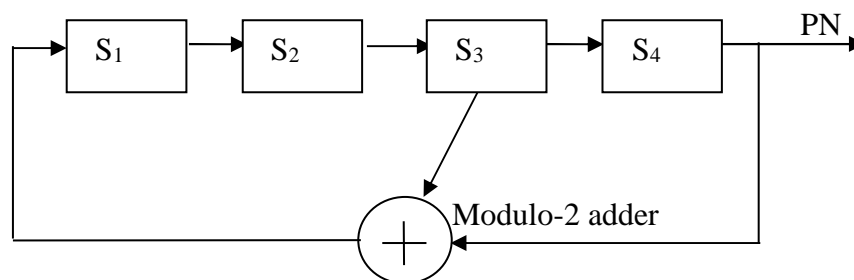 PN
S₁ S₂ S₃ S₄
Modulo-2 adder